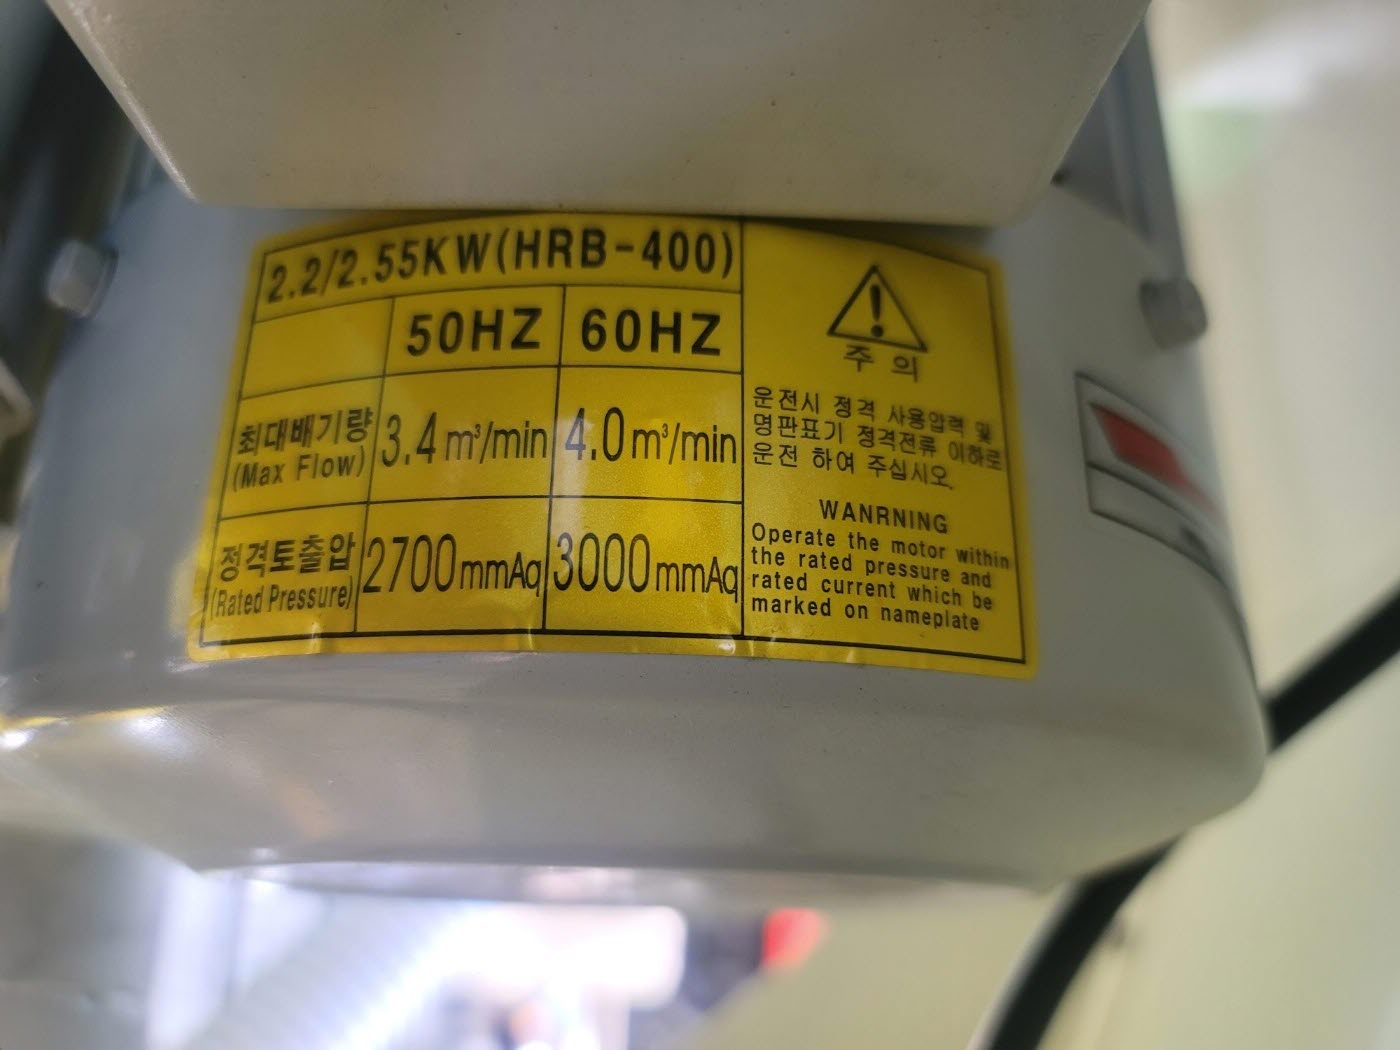 2.2/2.55KW(HRB-400)
50HZ 60HZ
최대배기량 3.4m³/min 4.0m³/min
(Max Flow)
정격토출압 2700mmAq 3000mmAq
(Rated Pressure)
주 의
운전시 정격 사용압력 및
명판표기 정격전류 이하로
운전 하여 주십시오.
WANRNING
Operate the motor within
the rated pressure and
rated current which be
marked on nameplate